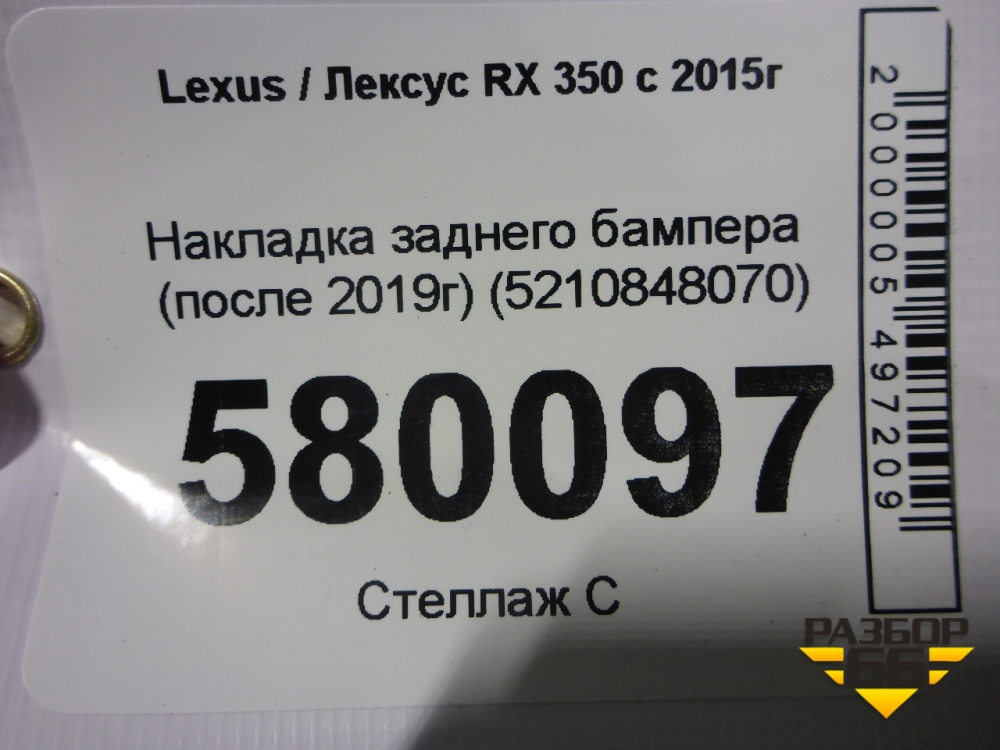 Lexus / Лексус RX 350 с 2015г
Накладка заднего бампера
(после 2019г) (5210848070)
580097
Стеллаж С
2000005497209
РАЗБОР
66